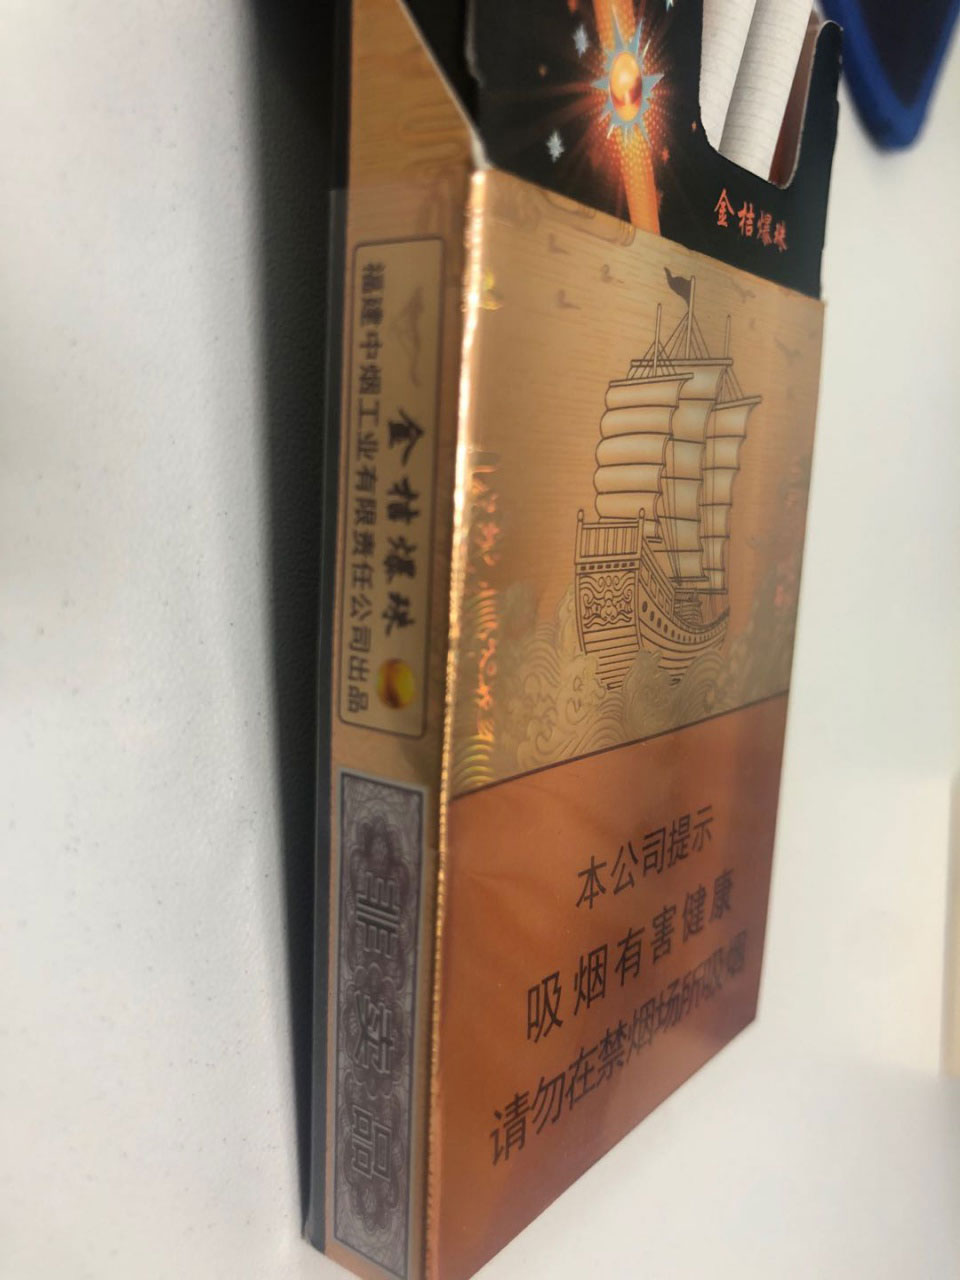 金桔爆珠
金桔爆珠
福建中烟工业有限责任公司出品
非卖品
本公司提示
吸烟有害健康
请勿在禁烟场所吸烟